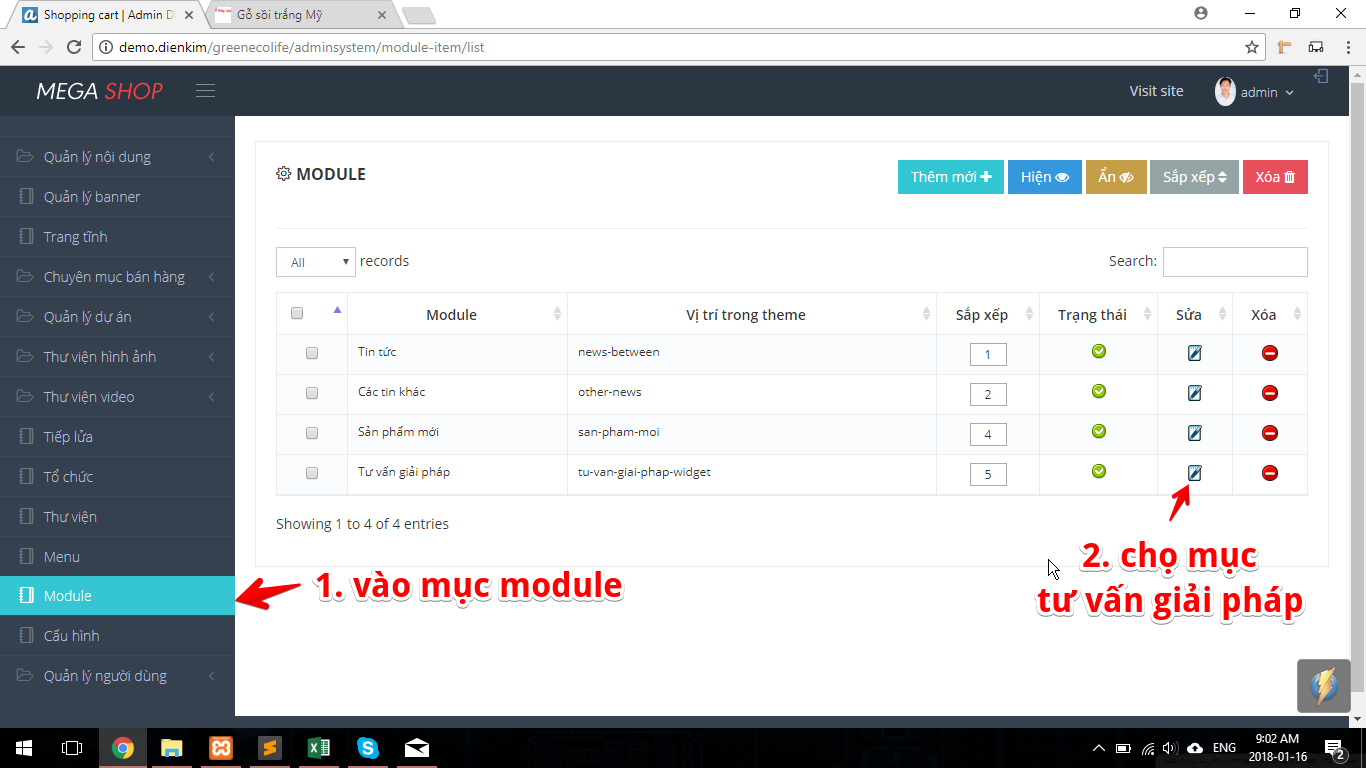 Shopping cart | Admin D
Gỗ sồi trắng Mỹ
demo.dienkim/greenecolife/adminsystem/module-item/list
MEGA SHOP
Visit site
admin
Quản lý nội dung
Quản lý banner
Trang tĩnh
Chuyên mục bán hàng
Quản lý dự án
Thư viện hình ảnh
Thư viện video
Tiếp lửa
Tổ chức
Thư viện
Menu
Module
Cấu hình
Quản lý người dùng
MODULE
Thêm mới
Hiện
Ẩn
Sắp xếp
Xóa
All records
Search:
Module Vị trí trong theme Sắp xếp Trạng thái Sửa Xóa
Tin tức news-between 1
Các tin khác other-news 2
Sản phẩm mới san-pham-moi 4
Tư vấn giải pháp tu-van-giai-phap-widget 5
Showing 1 to 4 of 4 entries
1. vào mục module
2. chọ mục
tư vấn giải pháp
ENG
9:02 AM
2018-01-16
2